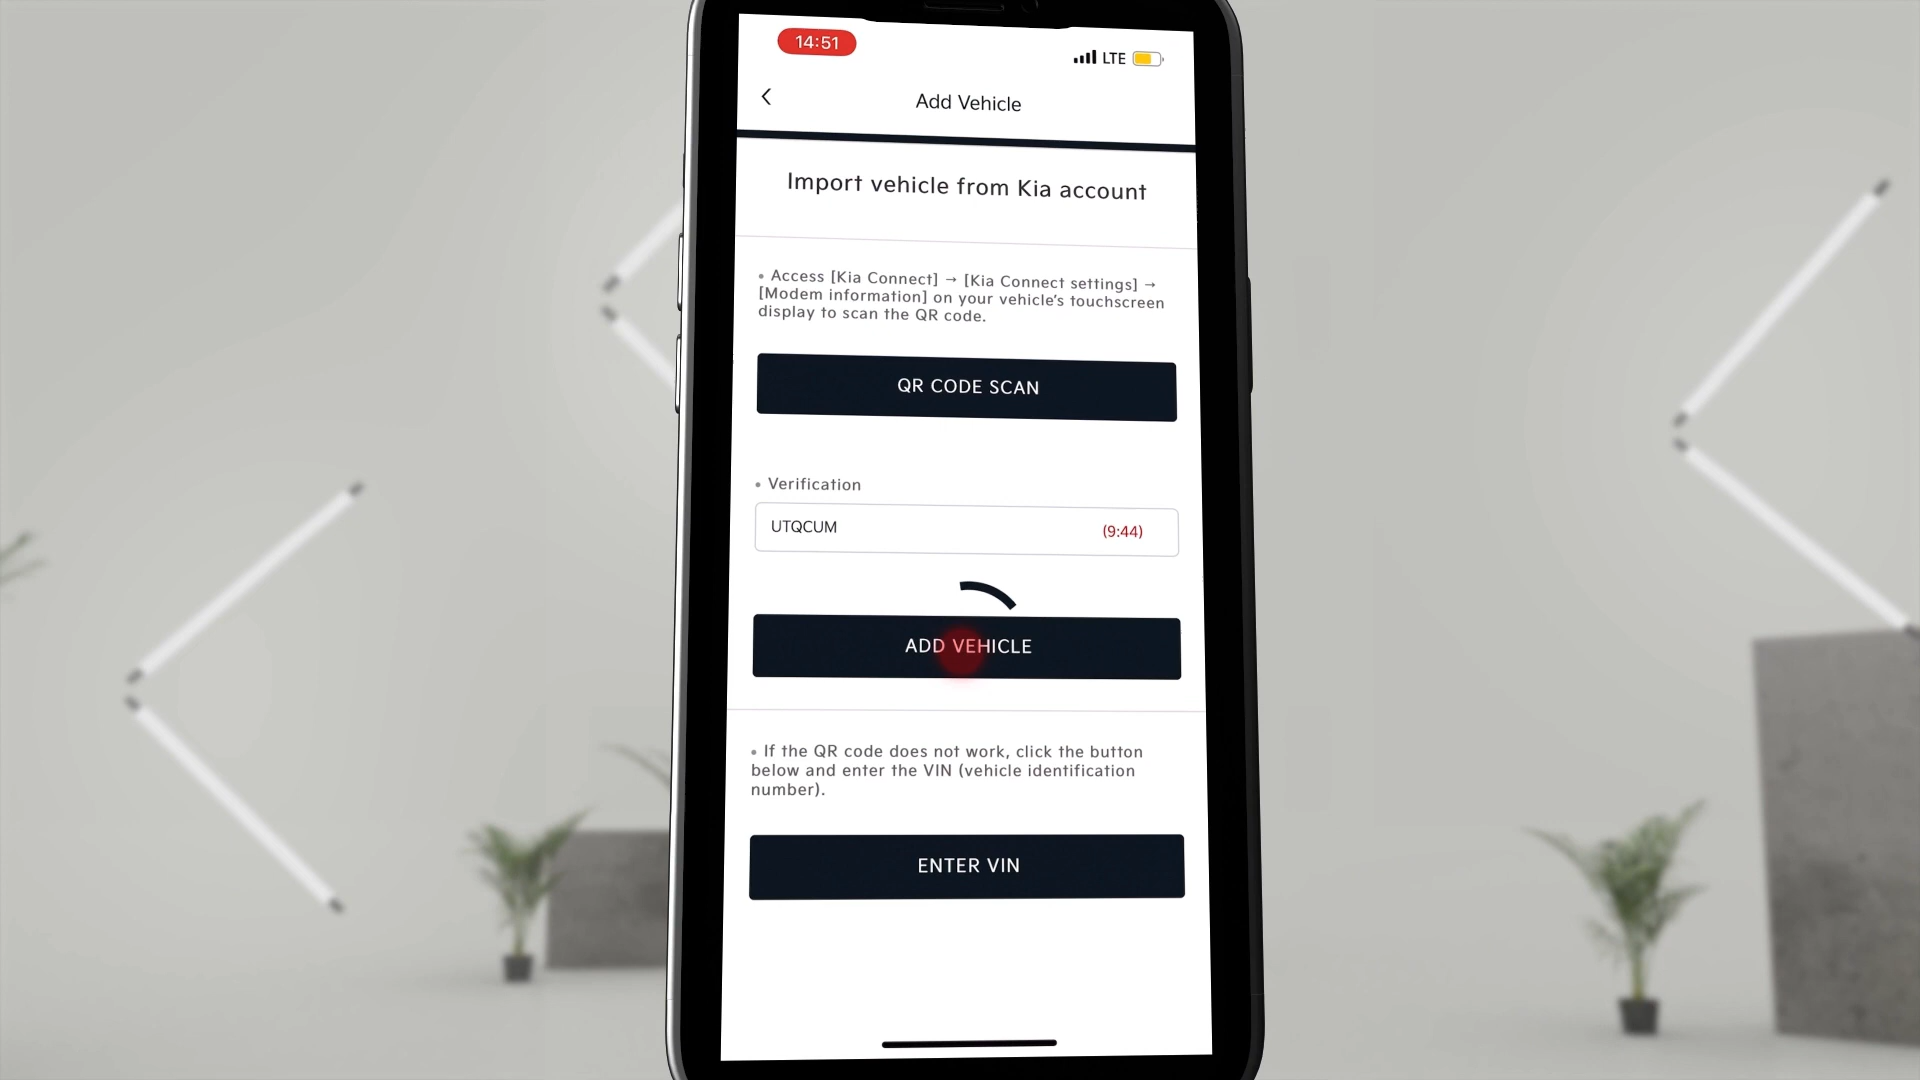 14:51
LTE
Add Vehicle
Import vehicle from Kia account
• Access [Kia Connect] → [Kia Connect settings] →
[Modem information] on your vehicle's touchscreen
display to scan the QR code.
QR CODE SCAN
• Verification
UTQCUM (9:44)
ADD VEHICLE
• If the QR code does not work, click the button
below and enter the VIN (vehicle identification
number).
ENTER VIN